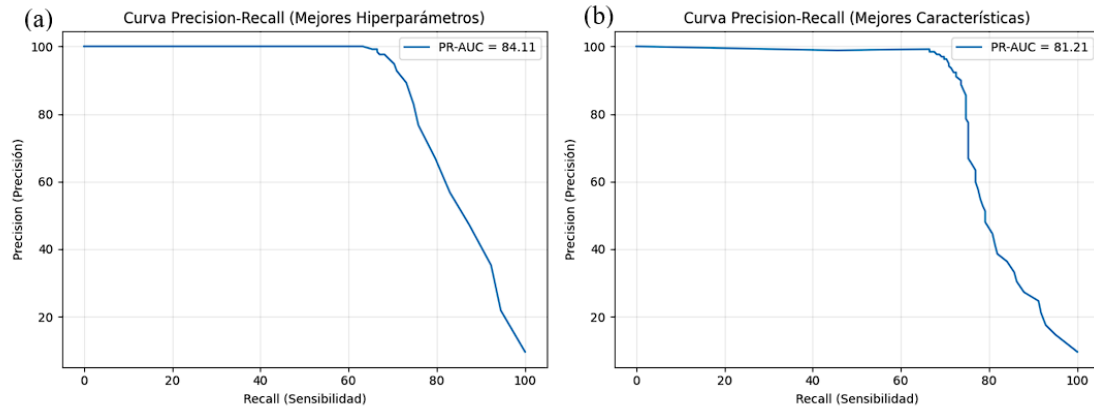 (a)
Curva Precision-Recall (Mejores Hiperparámetros)
PR-AUC = 84.11
Precision (Precisión)
100
80
60
40
20
0 20 40 60 80 100
Recall (Sensibilidad)
(b)
Curva Precision-Recall (Mejores Características)
PR-AUC = 81.21
Precision (Precisión)
100
80
60
40
20
0 20 40 60 80 100
Recall (Sensibilidad)